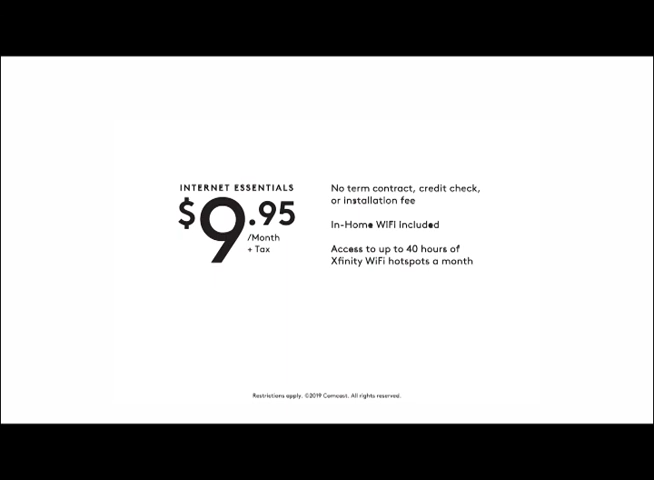 INTERNET ESSENTIALS
$9.95
/Month
+ Tax
No term contract, credit check,
or installation fee
In-Home WiFi Included
Access to up to 40 hours of
Xfinity WiFi hotspots a month
Restrictions apply. ©2019 Comcast. All rights reserved.